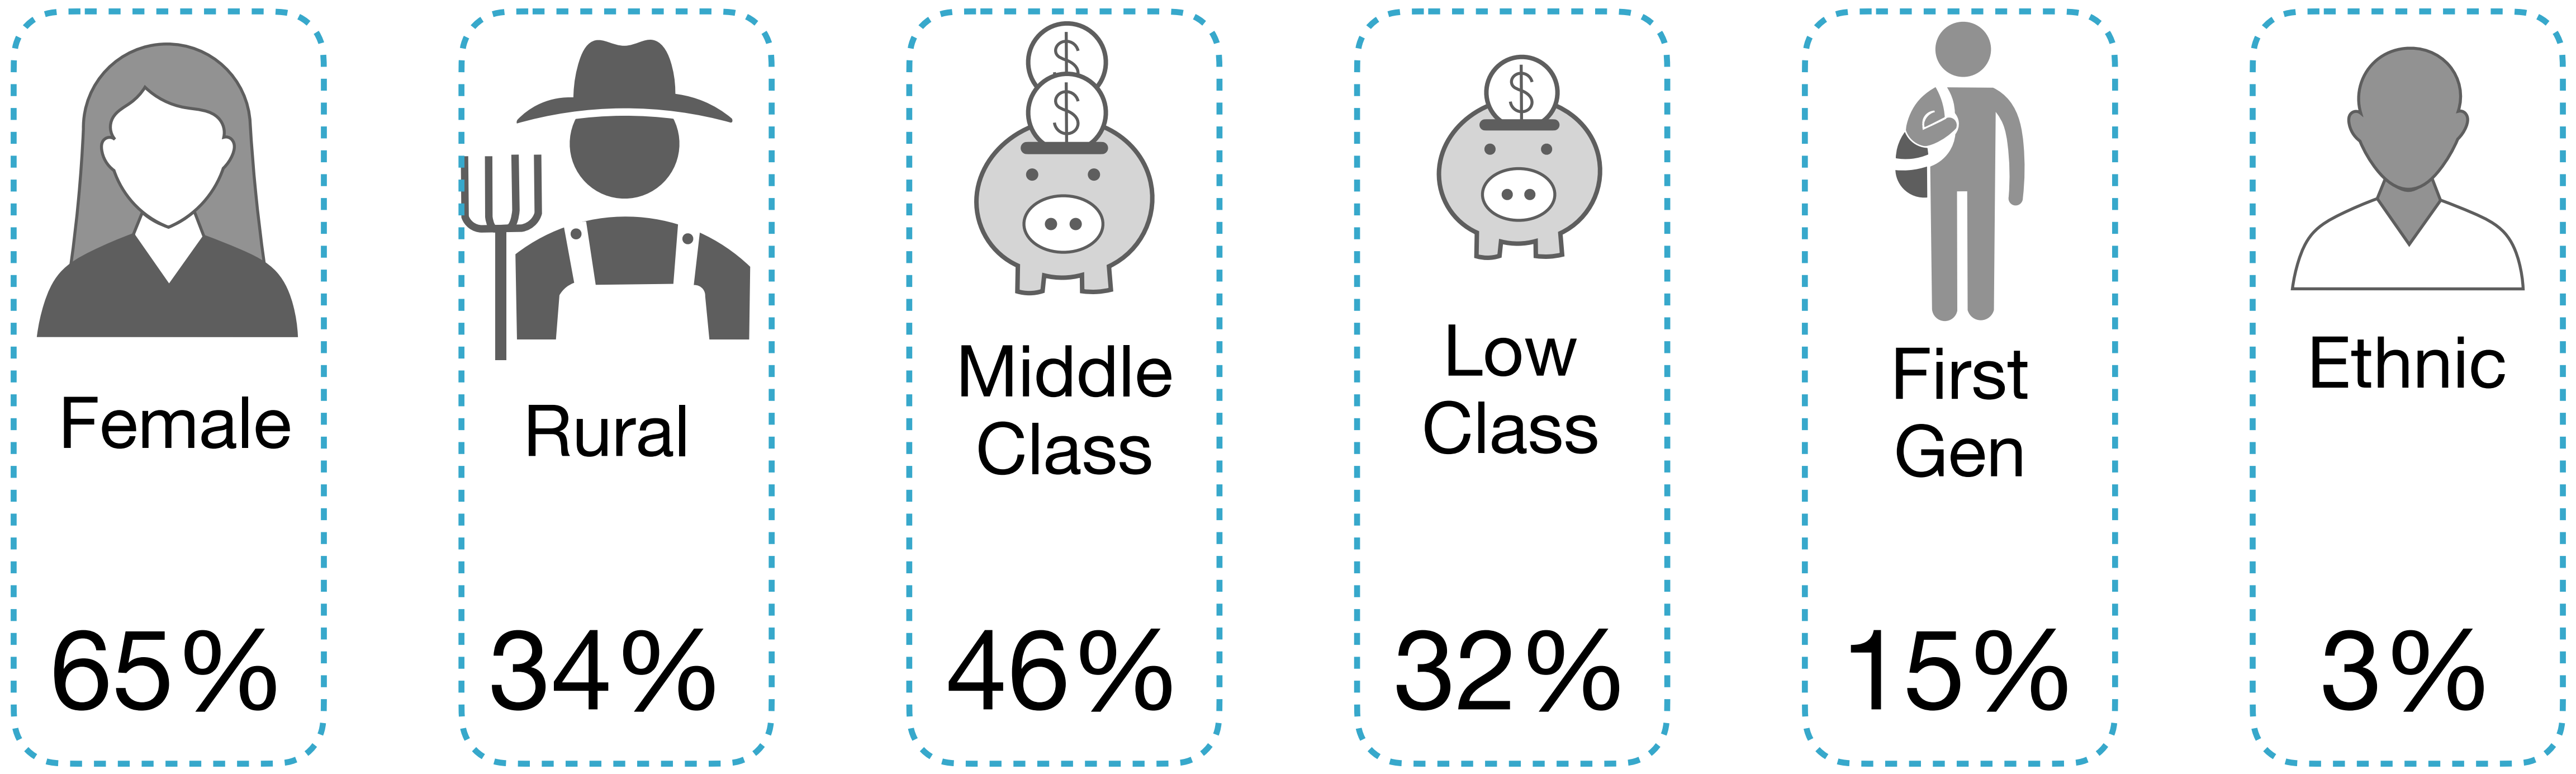 $
$
$
Female
Rural
Middle
Class
Low
Class
First
Gen
Ethnic
65%
34%
46%
32%
15%
3%